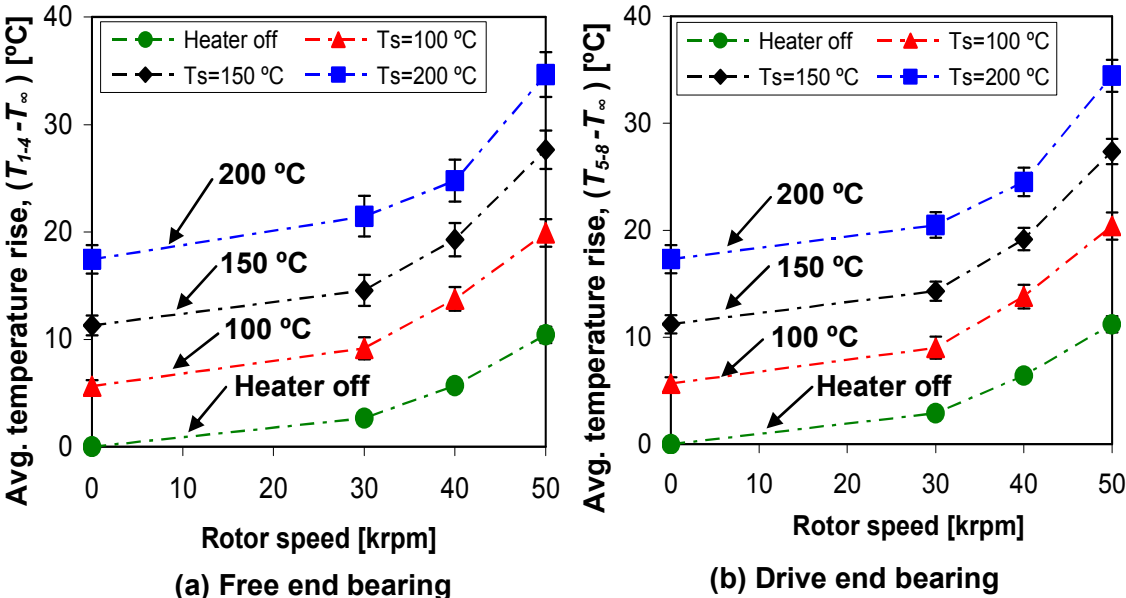 Avg. temperature rise, (T1-4 - T∞ ) [ºC]
40
30
20
10
0
Heater off
Ts=100 ºC
Ts=150 ºC
Ts=200 ºC
200 ºC
150 ºC
100 ºC
Heater off
0 10 20 30 40 50
Rotor speed [krpm]
(a) Free end bearing
Avg. temperature rise, (T5-8 - T∞ ) [ºC]
40
30
20
10
0
Heater off
Ts=100 ºC
Ts=150 ºC
Ts=200 ºC
200 ºC
150 ºC
100 ºC
Heater off
0 10 20 30 40 50
Rotor speed [krpm]
(b) Drive end bearing